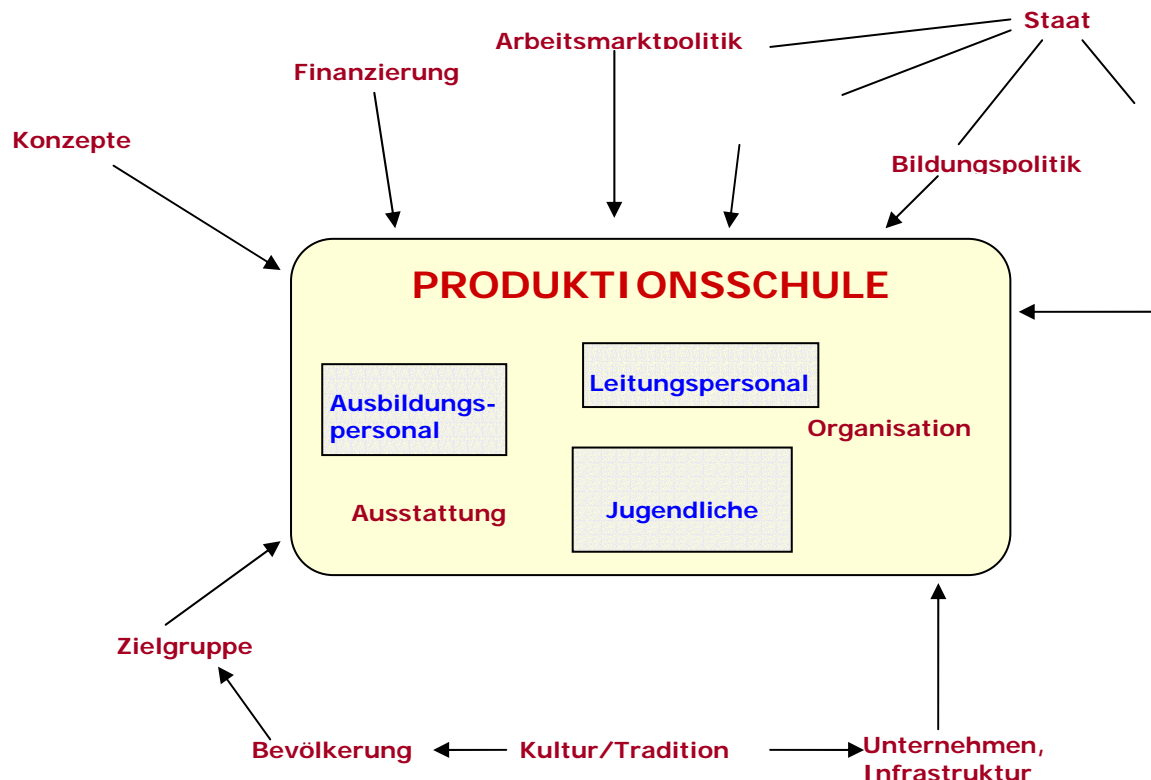 Staat
Arbeitsmarktpolitik
Finanzierung
Konzepte
Bildungspolitik
PRODUKTIONSSCHULE
Leitungspersonal
Ausbildungs-
personal
Organisation
Ausstattung
Jugendliche
Zielgruppe
Bevölkerung
Kultur/Tradition
Unternehmen,
Infrastruktur